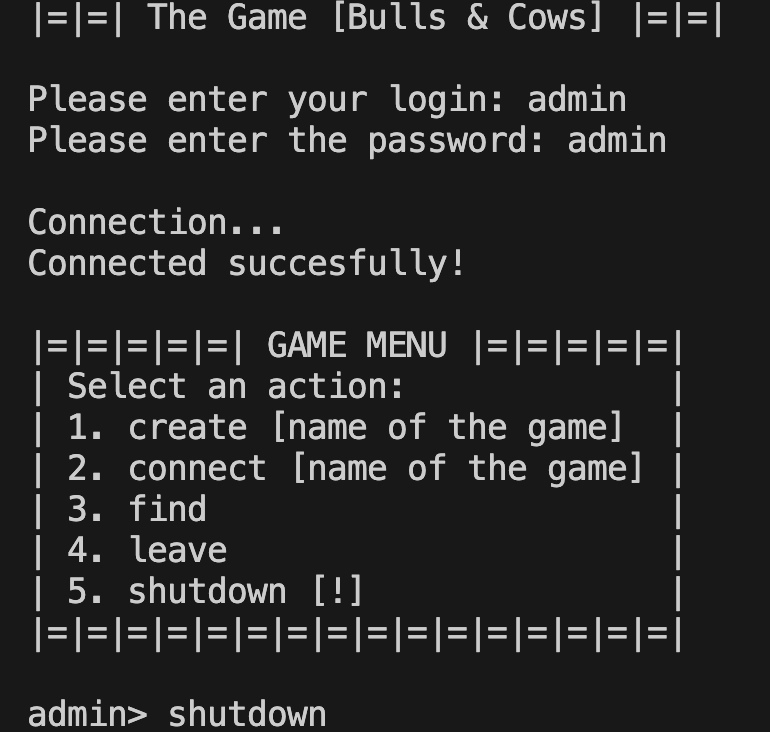 |=|=| The Game [Bulls & Cows] |=|=|
Please enter your login: admin
Please enter the password: admin
Connection...
Connected succesfully!
|=|=|=|=|=| GAME MENU |=|=|=|=|=|
| Select an action:             |
| 1. create [name of the game]  |
| 2. connect [name of the game] |
| 3. find                       |
| 4. leave                      |
| 5. shutdown [!]               |
|=|=|=|=|=|=|=|=|=|=|=|=|=|=|=|=|
admin> shutdown